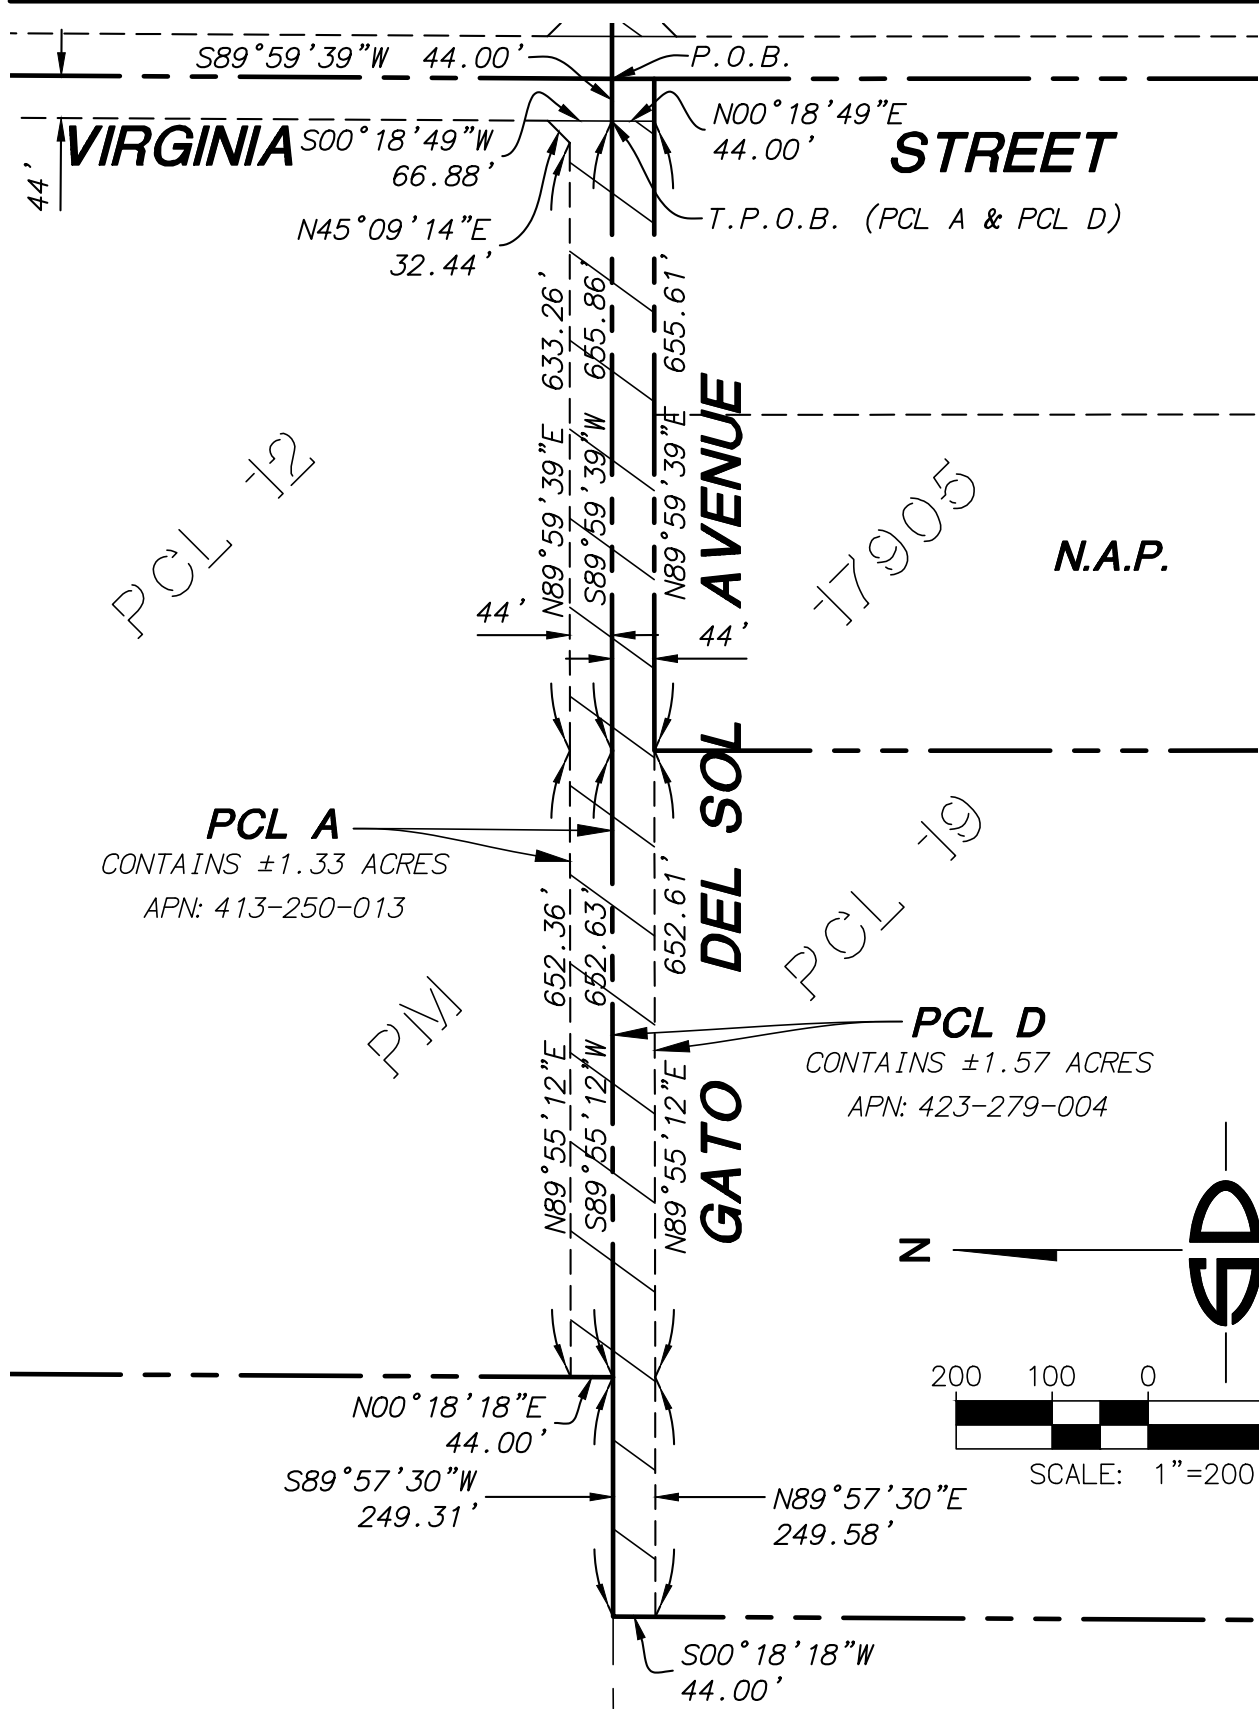 S89°59'39"W 44.00'
P.O.B.
VIRGINIA
S00°18'49"W
66.88'
N00°18'49"E
44.00'
STREET
44'
N45°09'14"E
32.44'
T.P.O.B. (PCL A & PCL D)
N89°59'39"E 633.26'
S89°59'39"W 655.86'
N89°59'39"E 655.61'
PCL 12
17905
N.A.P.
44'
44'
GATO DEL SOL AVENUE
PCL A
CONTAINS ±1.33 ACRES
APN: 413-250-013
PCL 19
PM
N89°55'12"E 652.36'
S89°55'12"W 652.63'
N89°55'12"E 652.61'
PCL D
CONTAINS ±1.57 ACRES
APN: 423-279-004
N
SD
200 100 0
SCALE: 1"=200
N00°18'18"E
44.00'
S89°57'30"W
249.31'
N89°57'30"E
249.58'
S00°18'18"W
44.00'